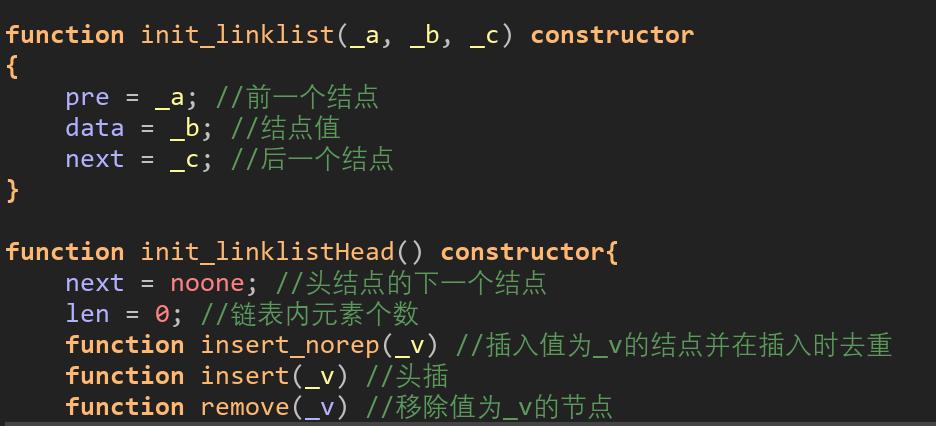 function init_linklist(_a, _b, _c) constructor
{
    pre = _a; //前一个结点
    data = _b; //结点值
    next = _c; //后一个结点
}
function init_linklistHead() constructor{
    next = noone; //头结点的下一个结点
    len = 0; //链表内元素个数
    function insert_norep(_v) //插入值为_v的结点并在插入时去重
    function insert(_v) //头插
    function remove(_v) //移除值为_v的节点